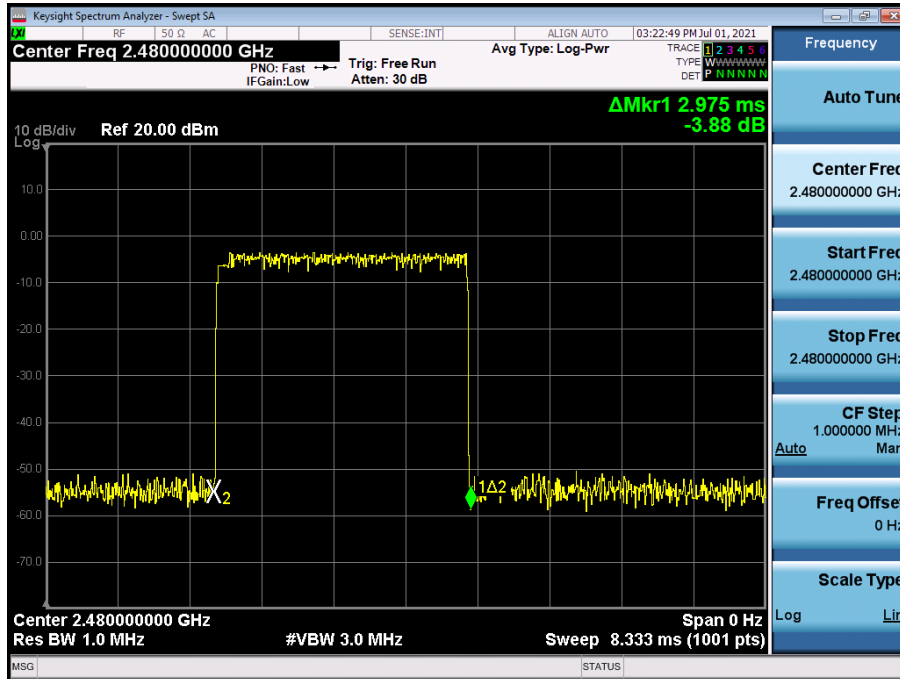 Keysight Spectrum Analyzer - Swept SA
LXI RF 50 Ω AC SENSE:INT ALIGN AUTO 03:22:49 PM Jul 01, 2021
Center Freq 2.480000000 GHz
PNO: Fast
IFGain:Low
Trig: Free Run
Atten: 30 dB
Avg Type: Log-Pwr
TRACE 1 2 3 4 5 6
TYPE WWWWWW
DET P N N N N N
ΔMkr1 2.975 ms
-3.88 dB
10 dB/div Ref 20.00 dBm
Log
10.0
0.00
-10.0
-20.0
-30.0
-40.0
-50.0
-60.0
-70.0
X2
1Δ2
Center 2.480000000 GHz Span 0 Hz
Res BW 1.0 MHz #VBW 3.0 MHz Sweep 8.333 ms (1001 pts)
MSG STATUS
Frequency
Auto Tune
Center Freq
2.480000000 GHz
Start Freq
2.480000000 GHz
Stop Freq
2.480000000 GHz
CF Step
1.000000 MHz
Auto Man
Freq Offset
0 Hz
Scale Type
Log Lin